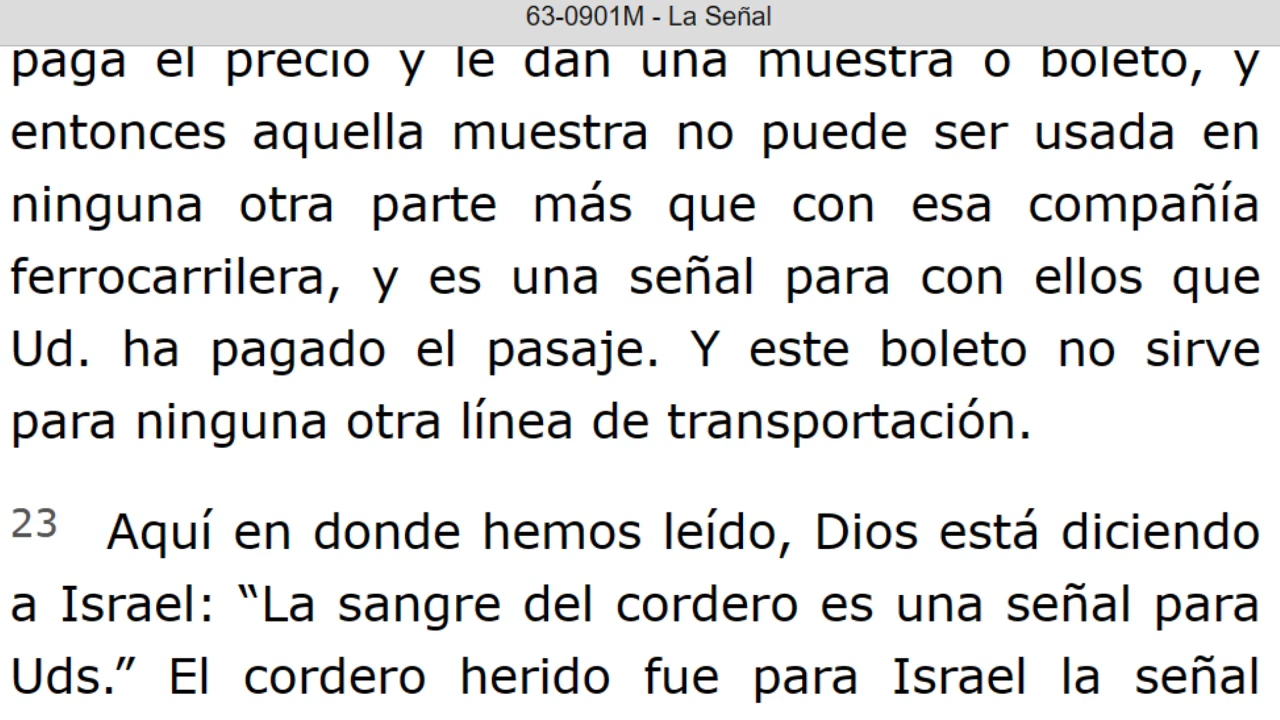 63-0901M - La Señal
paga el precio y le dan una muestra o boleto, y
entonces aquella muestra no puede ser usada en
ninguna otra parte más que con esa compañía
ferrocarrilera, y es una señal para con ellos que
Ud. ha pagado el pasaje. Y este boleto no sirve
para ninguna otra línea de transportación.
23 Aquí en donde hemos leído, Dios está diciendo
a Israel: “La sangre del cordero es una señal para
Uds.” El cordero herido fue para Israel la señal